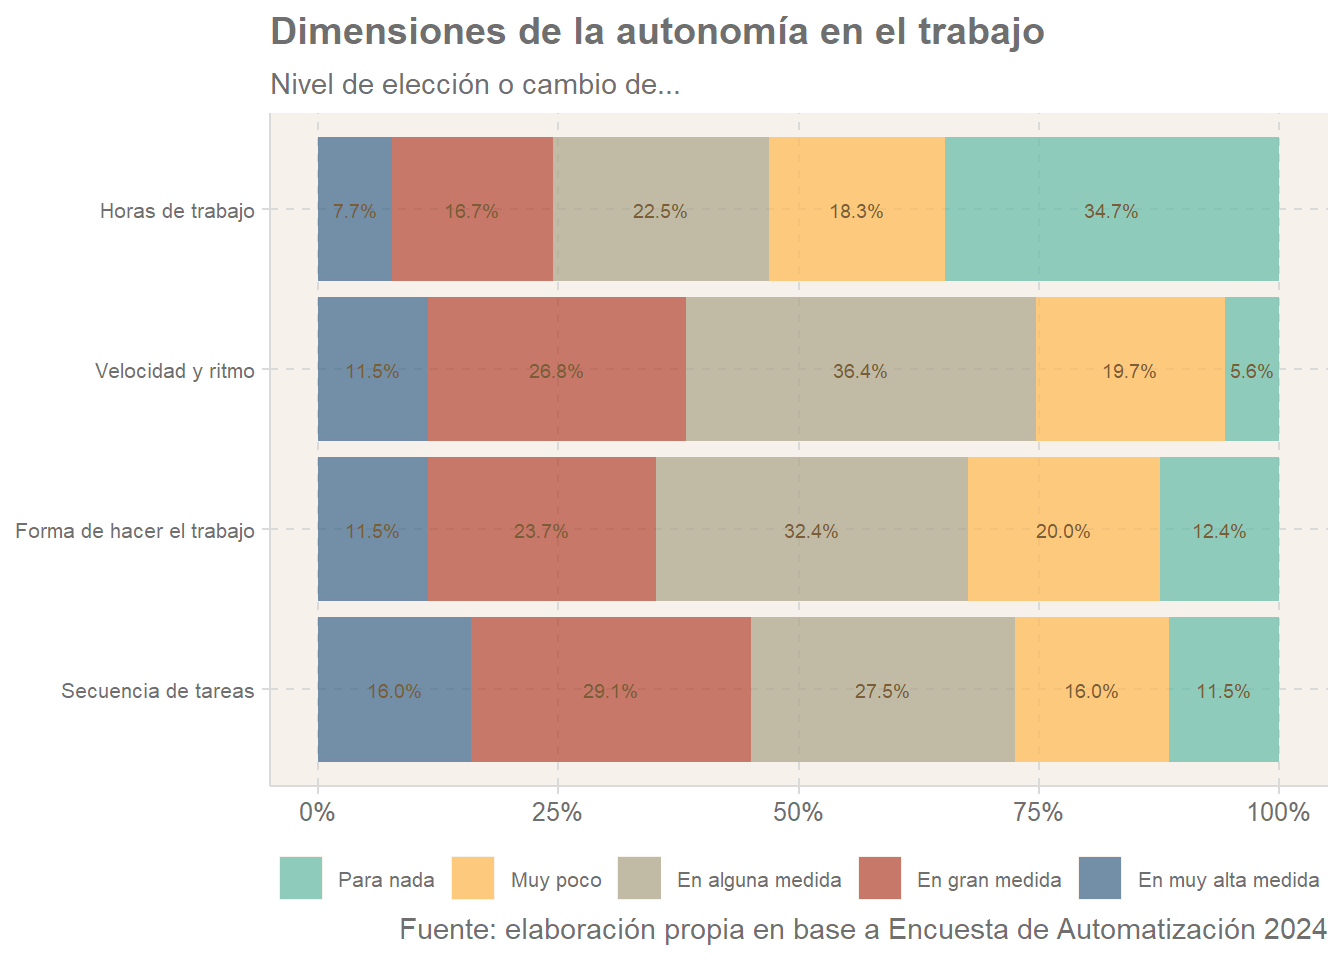 Dimensiones de la autonomía en el trabajo
Nivel de elección o cambio de...
Horas de trabajo 7.7% 16.7% 22.5% 18.3% 34.7%
Velocidad y ritmo 11.5% 26.8% 36.4% 19.7% 5.6%
Forma de hacer el trabajo 11.5% 23.7% 32.4% 20.0% 12.4%
Secuencia de tareas 16.0% 29.1% 27.5% 16.0% 11.5%
0% 25% 50% 75% 100%
Para nada Muy poco En alguna medida En gran medida En muy alta medida
Fuente: elaboración propia en base a Encuesta de Automatización 2024